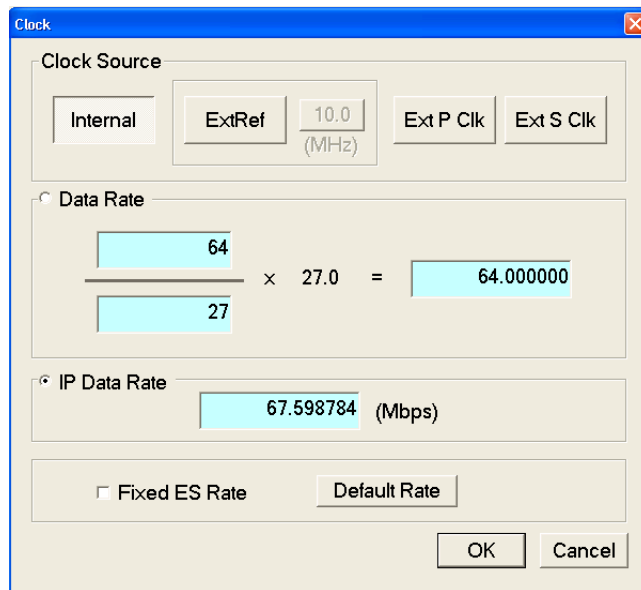 Clock
Clock Source
Internal ExtRef 10.0 (MHz) Ext P Clk Ext S Clk
Data Rate
64
27
x 27.0 = 64.000000
IP Data Rate
67.598784 (Mbps)
Fixed ES Rate Default Rate
OK Cancel